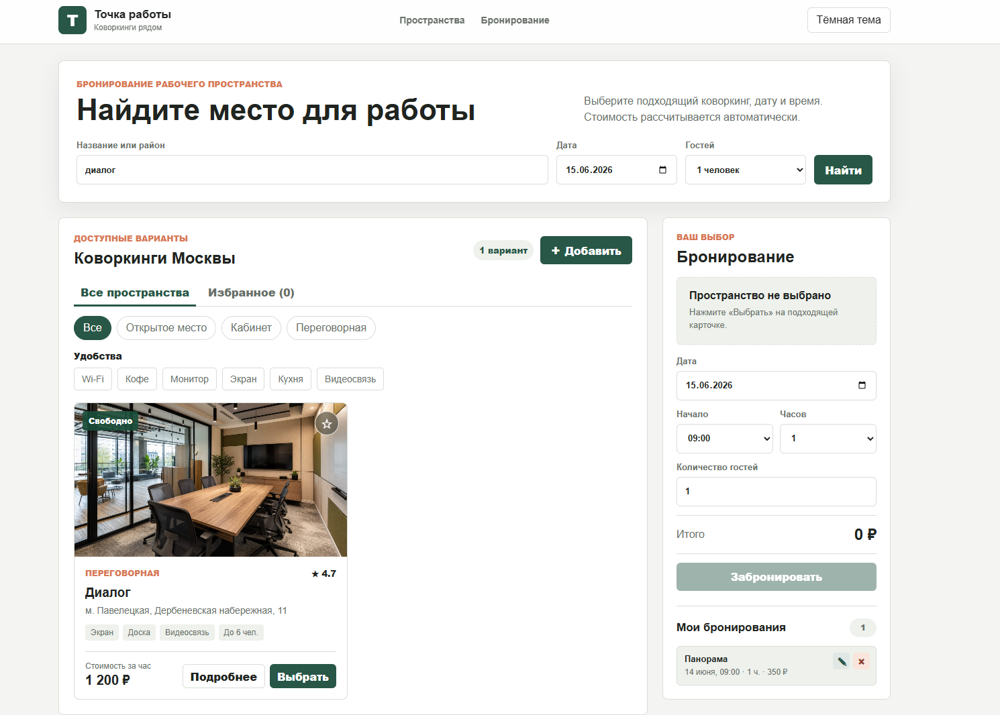 Т
Точка работы
Коворкинги рядом
Пространства
Бронирование
Тёмная тема
БРОНИРОВАНИЕ РАБОЧЕГО ПРОСТРАНСТВА
Найдите место для работы
Выберите подходящий коворкинг, дату и время.
Стоимость рассчитывается автоматически.
Название или район
Дата
Гостей
диалог
15.06.2026
1 человек
Найти
ДОСТУПНЫЕ ВАРИАНТЫ
Коворкинги Москвы
1 вариант
+ Добавить
Все пространства
Избранное (0)
Все
Открытое место
Кабинет
Переговорная
Удобства
Wi-Fi
Кофе
Монитор
Экран
Кухня
Видеосвязь
Свободно
ПЕРЕГОВОРНАЯ
★ 4.7
Диалог
м. Павелецкая, Дербеневская набережная, 11
Экран
Доска
Видеосвязь
До 6 чел.
Стоимость за час
1 200 ₽
Подробнее
Выбрать
ВАШ ВЫБОР
Бронирование
Пространство не выбрано
Нажмите «Выбрать» на подходящей
карточке.
Дата
15.06.2026
Начало
Часов
09:00
1
Количество гостей
1
Итого
0 ₽
Забронировать
Мои бронирования
1
Панорама
14 июня, 09:00 · 1 ч. · 350 ₽